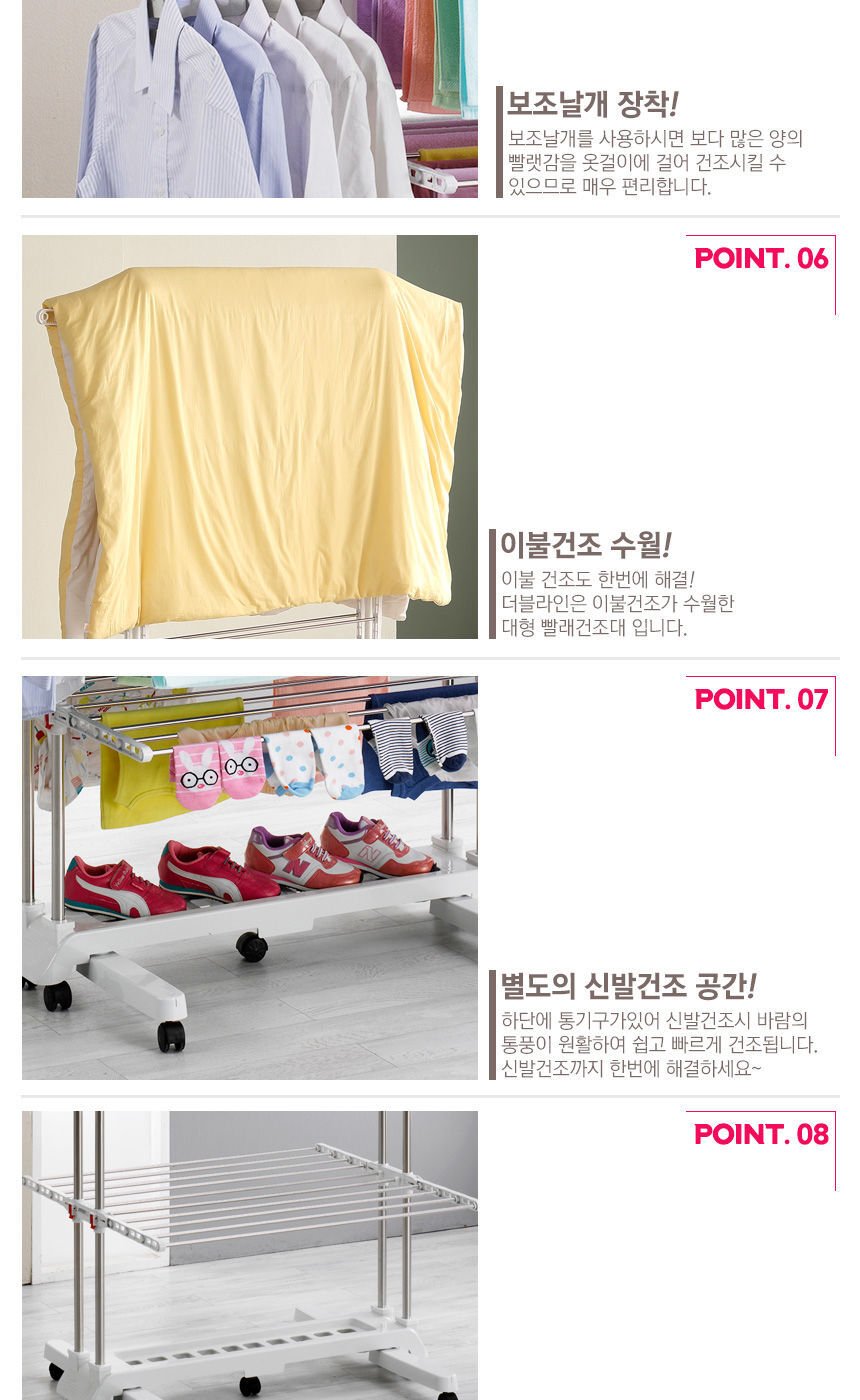 보조날개 장착!
보조날개를 사용하시면 보다 많은 양의
빨랫감을 옷걸이에 걸어 건조시킬 수
있으므로 매우 편리합니다.
POINT. 06
이불건조 수월!
이불 건조도 한번에 해결!
더블라인은 이불건조가 수월한
대형 빨래건조대 입니다.
POINT. 07
별도의 신발건조 공간!
하단에 통기구가있어 신발건조시 바람의
통풍이 원활하여 쉽고 빠르게 건조됩니다.
신발건조까지 한번에 해결하세요~
POINT. 08